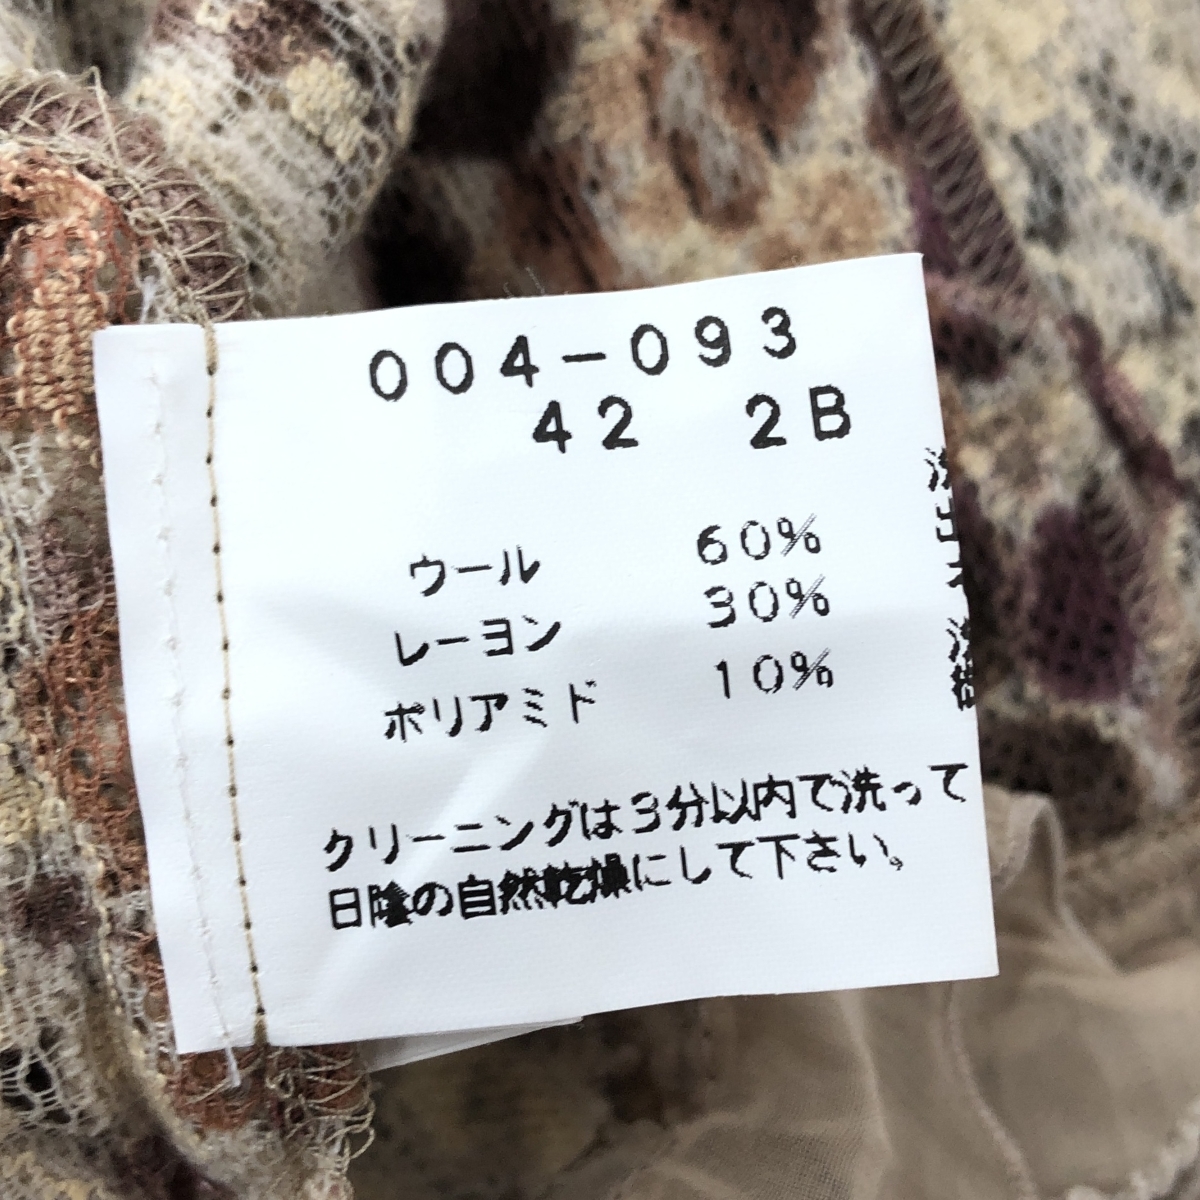 004-093
42 2B
ウール 60%
レーヨン 30%
ポリアミド 10%
クリーニングは3分以内で洗って
日陰の自然乾燥にして下さい。